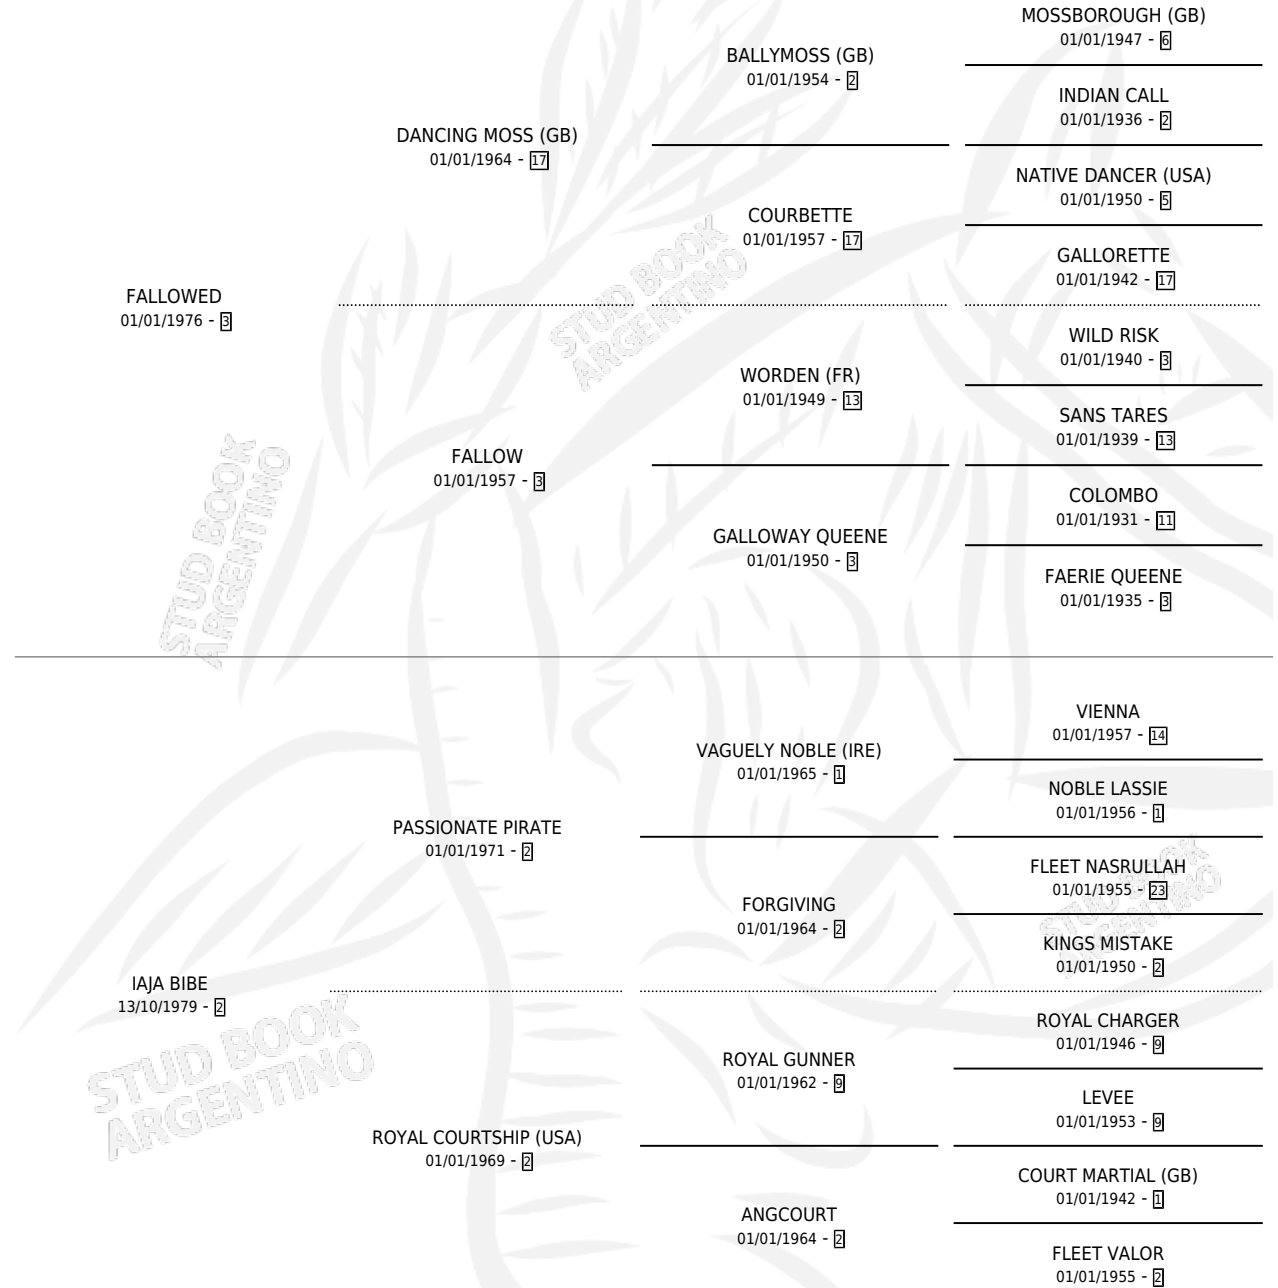 MOSSBOROUGH (GB)
01/01/1947 - 6
BALLYMOSS (GB)
01/01/1954 - 2
INDIAN CALL
01/01/1936 - 2
DANCING MOSS (GB)
01/01/1964 - 17
NATIVE DANCER (USA)
01/01/1950 - 5
COURBETTE
01/01/1957 - 17
GALLORETTE
01/01/1942 - 17
FALLOWED
01/01/1976 - 3
STUD BOOK
ARGENTINO
WILD RISK
01/01/1940 - 3
WORDEN (FR)
01/01/1949 - 13
SANS TARES
01/01/1939 - 13
FALLOW
01/01/1957 - 3
COLOMBO
01/01/1931 - 11
GALLOWAY QUEENE
01/01/1950 - 3
FAERIE QUEENE
01/01/1935 - 3
STUD BOOK
ARGENTINO
VIENNA
01/01/1957 - 14
VAGUELY NOBLE (IRE)
01/01/1965 - 1
NOBLE LASSIE
01/01/1956 - 1
PASSIONATE PIRATE
01/01/1971 - 2
FLEET NASRULLAH
01/01/1955 - 23
STUD BOOK
ARGENTINO
FORGIVING
01/01/1964 - 2
KINGS MISTAKE
01/01/1950 - 2
IAJA BIBE
13/10/1979 - 2
STUD BOOK
ARGENTINO
ROYAL CHARGER
01/01/1946 - 9
ROYAL GUNNER
01/01/1962 - 9
LEVEE
01/01/1953 - 9
ROYAL COURTSHIP (USA)
01/01/1969 - 2
COURT MARTIAL (GB)
01/01/1942 - 1
ANGCOURT
01/01/1964 - 2
FLEET VALOR
01/01/1955 - 2